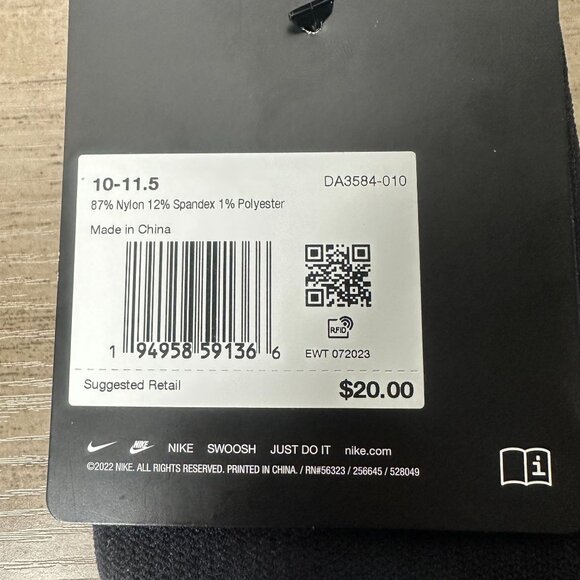 10-11.5 DA3584-010
87% Nylon 12% Spandex 1% Polyester
Made in China
RFID
1 94958 59136 6 EWT 072023
Suggested Retail $20.00
NIKE NIKE SWOOSH JUST DO IT nike.com
©2022 NIKE. ALL RIGHTS RESERVED. PRINTED IN CHINA. / RN#56323 / 256645 / 528049
i